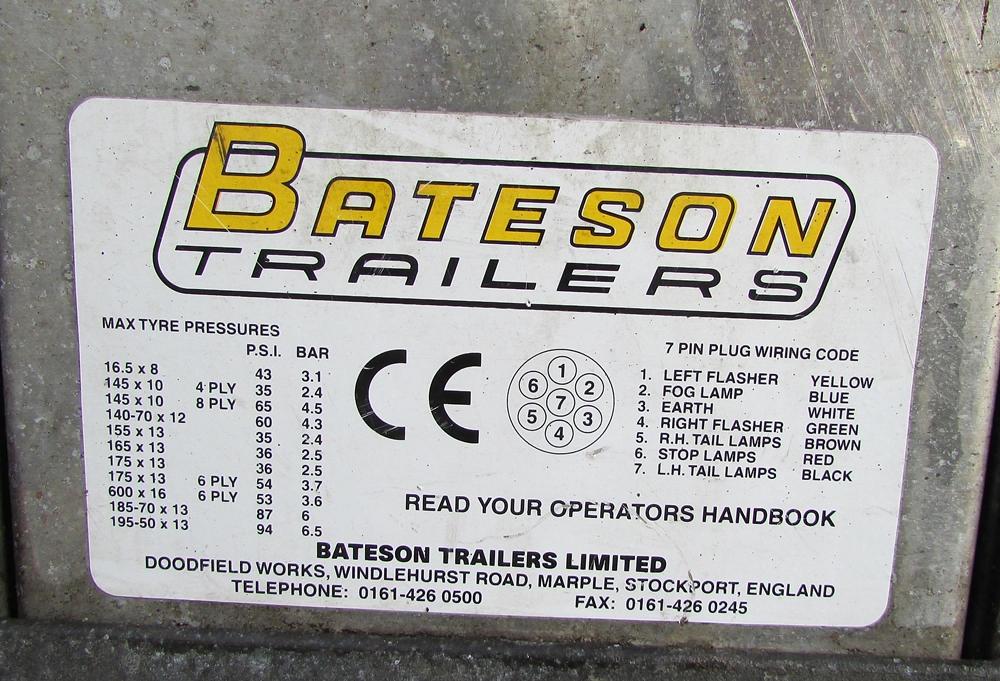 BATESON
TRAILERS
MAX TYRE PRESSURES
P.S.I. BAR
16.5 x 8 43 3.1
145 x 10 4 PLY 35 2.4
145 x 10 8 PLY 65 4.5
140-70 x 12 60 4.3
155 x 13 35 2.4
165 x 13 36 2.5
175 x 13 36 2.5
175 x 13 6 PLY 54 3.7
600 x 16 6 PLY 53 3.6
185-70 x 13 87 6
195-50 x 13 94 6.5
CE
1
6 2
7
5 3
4
7 PIN PLUG WIRING CODE
1. LEFT FLASHER YELLOW
2. FOG LAMP BLUE
3. EARTH WHITE
4. RIGHT FLASHER GREEN
5. R.H. TAIL LAMPS BROWN
6. STOP LAMPS RED
7. L.H. TAIL LAMPS BLACK
READ YOUR OPERATORS HANDBOOK
BATESON TRAILERS LIMITED
DOODFIELD WORKS, WINDLEHURST ROAD, MARPLE, STOCKPORT, ENGLAND
TELEPHONE: 0161-426 0500 FAX: 0161-426 0245